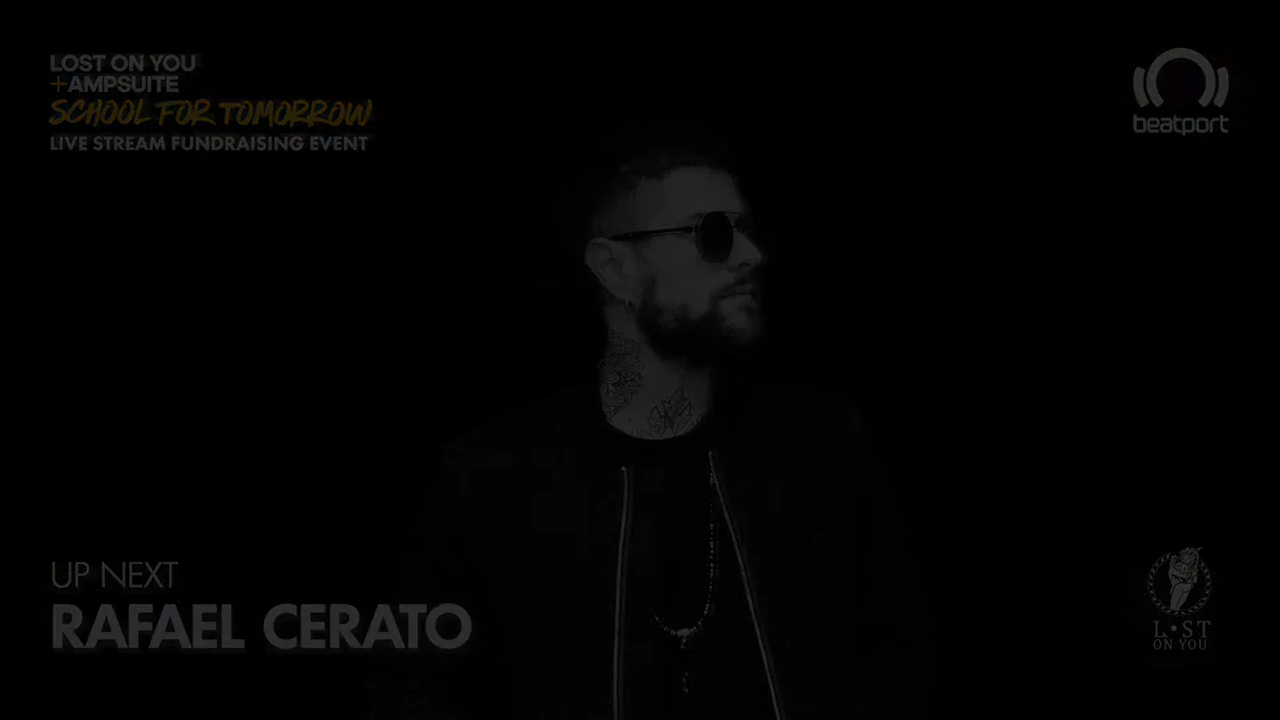 LOST ON YOU
+AMPSUITE
SCHOOL FOR TOMORROW
LIVE STREAM FUNDRAISING EVENT
beatport
UP NEXT
RAFAEL CERATO
L•ST
ON YOU